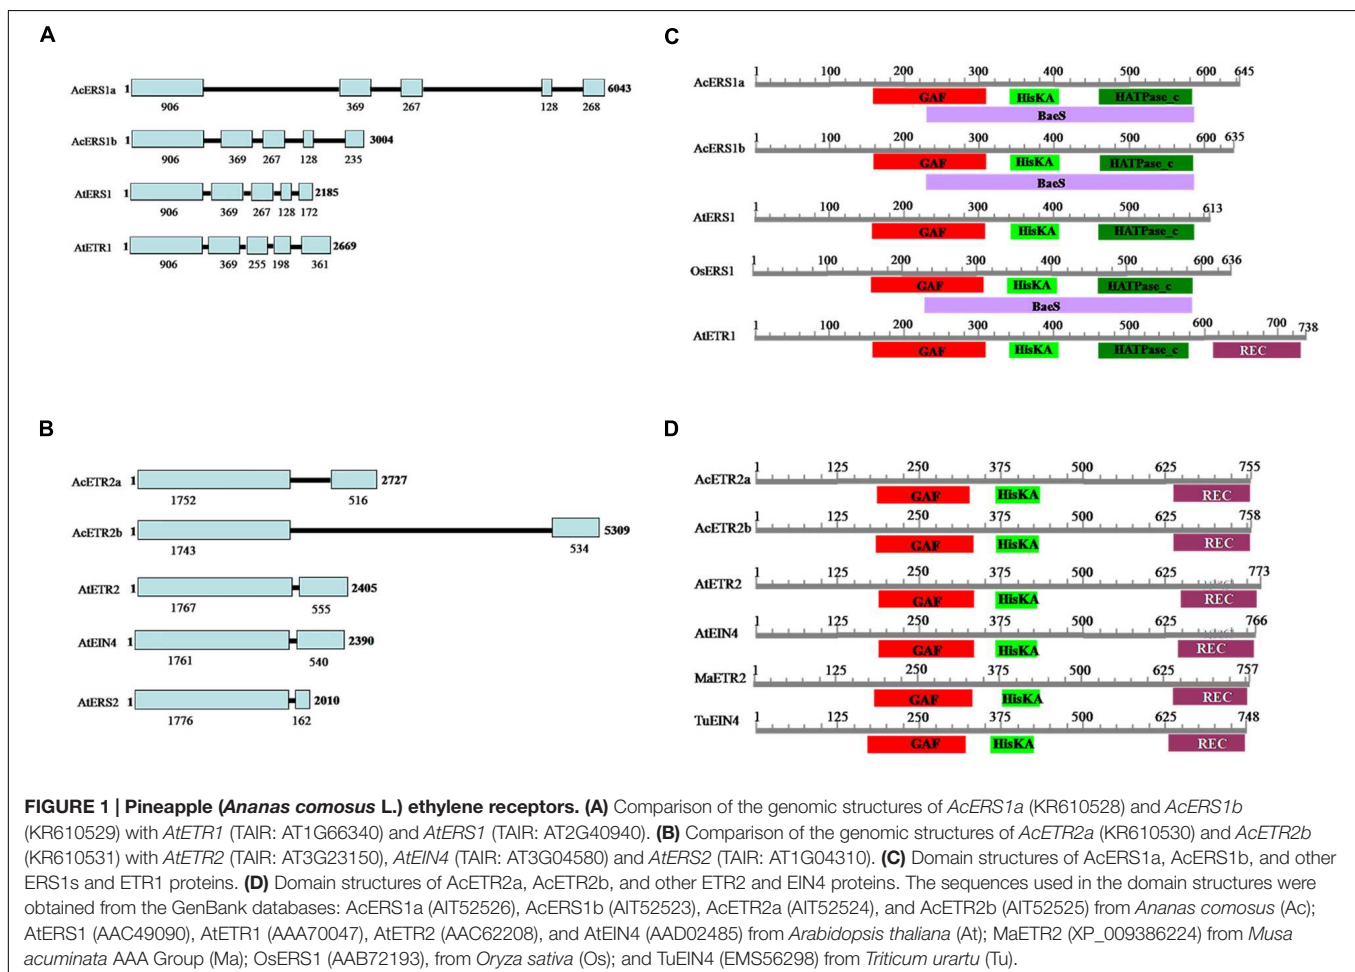 A
AcERS1a 1 6043
906 369 267 128 268
AcERS1b 1 3004
906 369 267 128 235
AtERS1 1 2185
906 369 267 128 172
AtETR1 1 2669
906 369 255 198 361
C
1 100 200 300 400 500 600 645
AcERS1a
GAF HisKA HATPase_c
BaeS
1 100 200 300 400 500 600 635
AcERS1b
GAF HisKA HATPase_c
BaeS
1 100 200 300 400 500 613
AtERS1
GAF HisKA HATPase_c
1 100 200 300 400 500 600 636
OsERS1
GAF HisKA HATPase_c
BaeS
1 100 200 300 400 500 600 700 738
AtETR1
GAF HisKA HATPase_c REC
B
AcETR2a 1 2727
1752 516
AcETR2b 1 5309
1743 534
AtETR2 1 2405
1767 555
AtEIN4 1 2390
1761 540
AtERS2 1 2010
1776 162
D
1 125 250 375 500 625 755
AcETR2a
GAF HisKA REC
1 125 250 375 500 625 758
AcETR2b
GAF HisKA REC
1 125 250 375 500 625 773
AtETR2
GAF HisKA REC
1 125 250 375 500 625 766
AtEIN4
GAF HisKA REC
1 125 250 375 500 625 757
MaETR2
GAF HisKA REC
1 125 250 375 500 625 748
TuEIN4
GAF HisKA REC
FIGURE 1 | Pineapple (Ananas comosus L.) ethylene receptors. (A) Comparison of the genomic structures of AcERS1a (KR610528) and AcERS1b
(KR610529) with AtETR1 (TAIR: AT1G66340) and AtERS1 (TAIR: AT2G40940). (B) Comparison of the genomic structures of AcETR2a (KR610530) and AcETR2b
(KR610531) with AtETR2 (TAIR: AT3G23150), AtEIN4 (TAIR: AT3G04580) and AtERS2 (TAIR: AT1G04310). (C) Domain structures of AcERS1a, AcERS1b, and other
ERS1s and ETR1 proteins. (D) Domain structures of AcETR2a, AcETR2b, and other ETR2 and EIN4 proteins. The sequences used in the domain structures were
obtained from the GenBank databases: AcERS1a (AIT52526), AcERS1b (AIT52523), AcETR2a (AIT52524), and AcETR2b (AIT52525) from Ananas comosus (Ac);
AtERS1 (AAC49090), AtETR1 (AAA70047), AtETR2 (AAC62208), and AtEIN4 (AAD02485) from Arabidopsis thaliana (At); MaETR2 (XP_009386224) from Musa
acuminata AAA Group (Ma); OsERS1 (AAB72193), from Oryza sativa (Os); and TuEIN4 (EMS56298) from Triticum urartu (Tu).